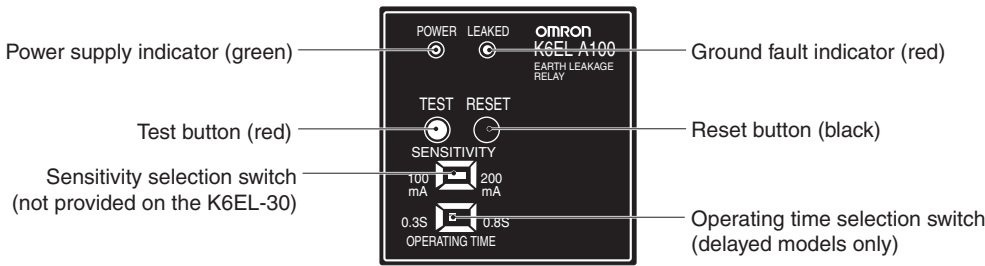 POWER LEAKED OMRON
Power supply indicator (green)
K6EL-A100
Ground fault indicator (red)
EARTH LEAKAGE
RELAY
TEST RESET
Test button (red)
Reset button (black)
SENSITIVITY
Sensitivity selection switch
(not provided on the K6EL-30)
100
mA
200
mA
0.3S
0.8S
Operating time selection switch
(delayed models only)
OPERATING TIME